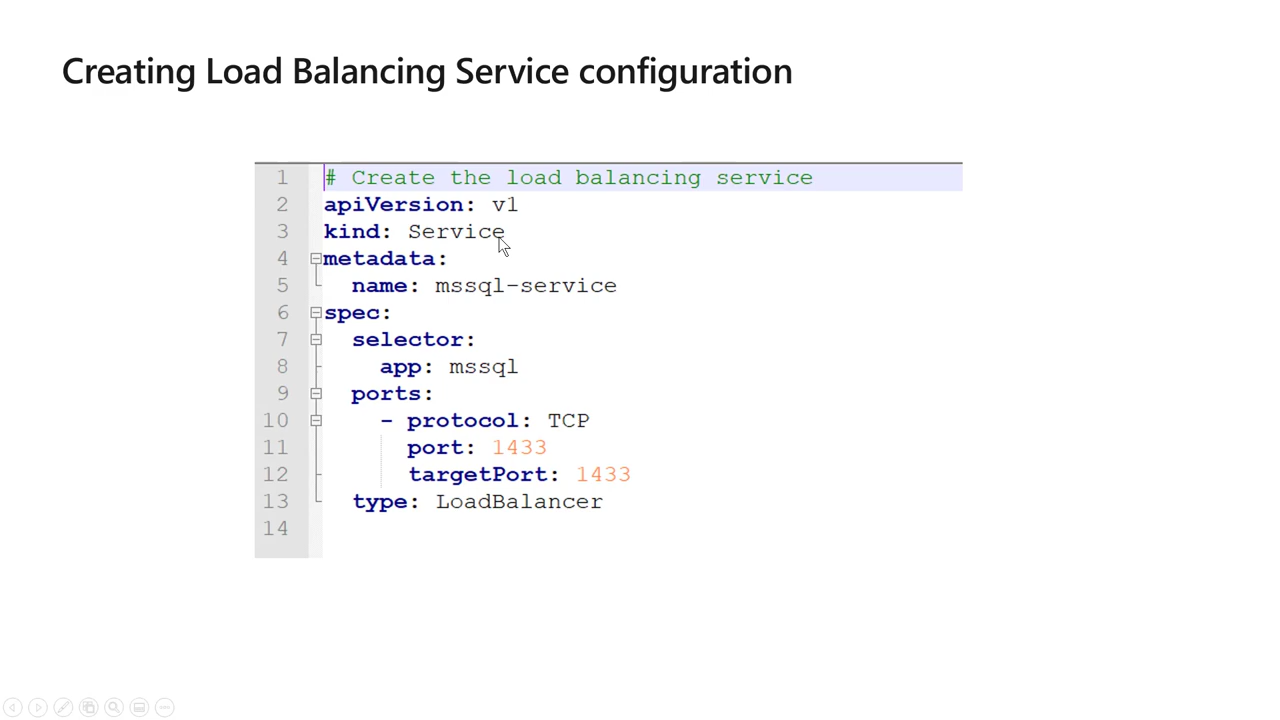 Creating Load Balancing Service configuration
1 # Create the load balancing service
2 apiVersion: v1
3 kind: Service
4 metadata:
5   name: mssql-service
6 spec:
7   selector:
8     app: mssql
9   ports:
10     - protocol: TCP
11       port: 1433
12       targetPort: 1433
13   type: LoadBalancer
14